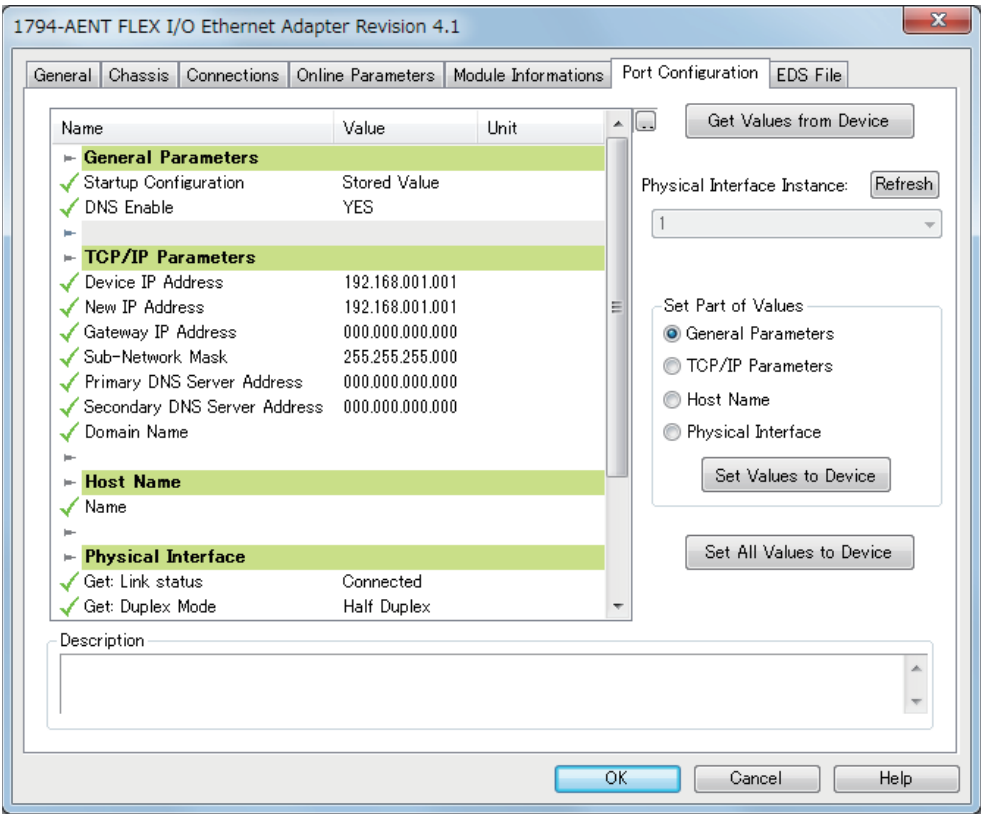 1794-AENT FLEX I/O Ethernet Adapter Revision 4.1
General Chassis Connections Online Parameters Module Informations Port Configuration EDS File
Name Value Unit
General Parameters
Startup Configuration Stored Value
DNS Enable YES
TCP/IP Parameters
Device IP Address 192.168.001.001
New IP Address 192.168.001.001
Gateway IP Address 000.000.000.000
Sub-Network Mask 255.255.255.000
Primary DNS Server Address 000.000.000.000
Secondary DNS Server Address 000.000.000.000
Domain Name
Host Name
Name
Physical Interface
Get: Link status Connected
Get: Duplex Mode Half Duplex
...
Get Values from Device
Physical Interface Instance: Refresh
1
Set Part of Values
General Parameters
TCP/IP Parameters
Host Name
Physical Interface
Set Values to Device
Set All Values to Device
Description
OK Cancel Help